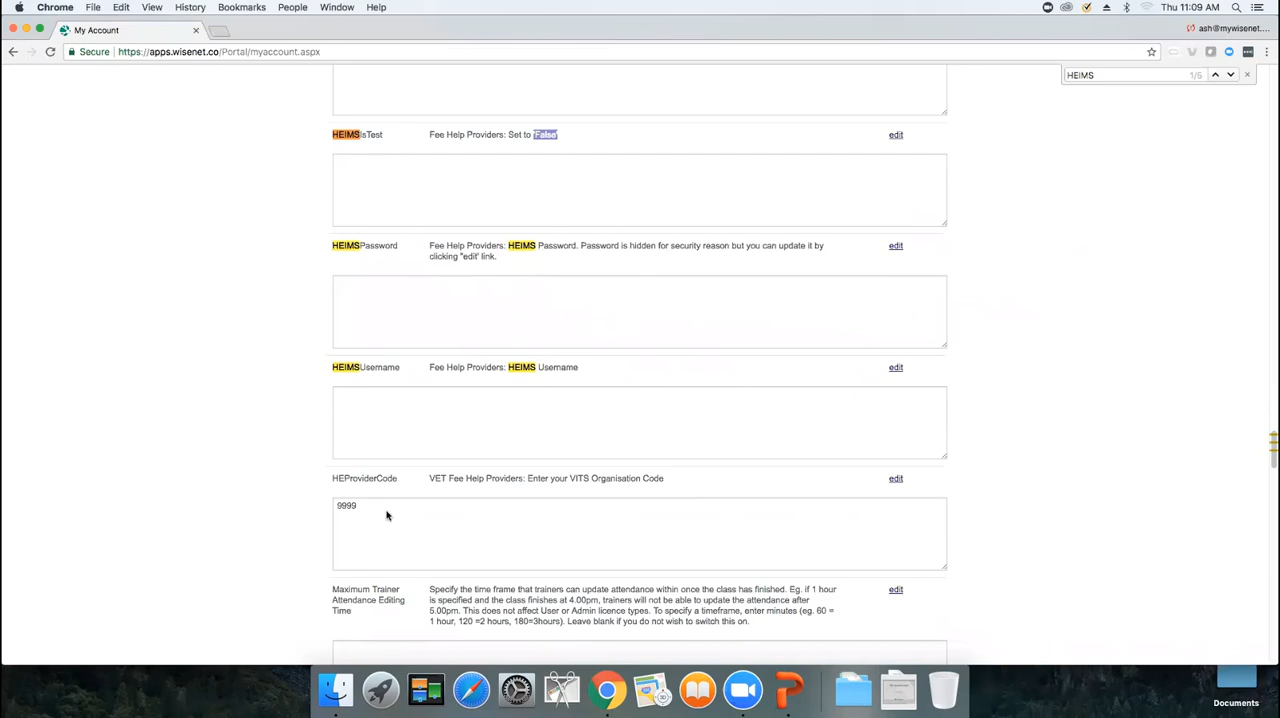 Chrome File Edit View History Bookmarks People Window Help Thu 11:09 AM
My Account × ash@mywisenet....
Secure https://apps.wisenet.co/Portal/myaccount.aspx
HEIMS 1/5
HEIMSIsTest Fee Help Providers: Set to 'False' edit
HEIMSPassword Fee Help Providers: HEIMS Password. Password is hidden for security reason but you can update it by edit
clicking "edit' link.
HEIMSUsername Fee Help Providers: HEIMS Username edit
HEProviderCode VET Fee Help Providers: Enter your VITS Organisation Code edit
9999
Maximum Trainer Specify the time frame that trainers can update attendance within once the class has finished. Eg. if 1 hour edit
Attendance Editing is specified and the class finishes at 4.00pm, trainers will not be able to update the attendance after
Time 5.00pm. This does not affect User or Admin licence types. To specify a timeframe, enter minutes (eg. 60 =
1 hour, 120 =2 hours, 180=3hours). Leave blank if you do not wish to switch this on.
Documents